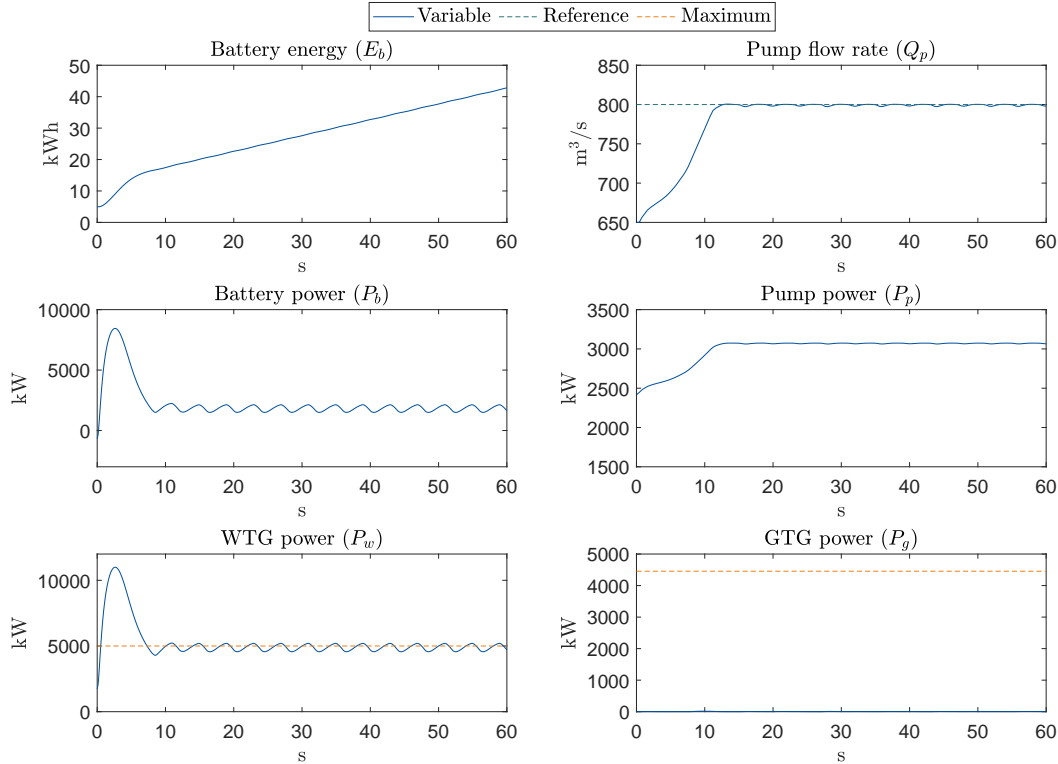 Variable Reference Maximum
Battery energy (E_b)
50
40
30
20
10
0
kWh
0 10 20 30 40 50 60
s
Pump flow rate (Q_p)
850
800
750
700
650
m³/s
0 10 20 30 40 50 60
s
Battery power (P_b)
10000
5000
0
kW
0 10 20 30 40 50 60
s
Pump power (P_p)
3500
3000
2500
2000
1500
kW
0 10 20 30 40 50 60
s
WTG power (P_w)
10000
5000
0
kW
0 10 20 30 40 50 60
s
GTG power (P_g)
5000
4000
3000
2000
1000
0
kW
0 10 20 30 40 50 60
s